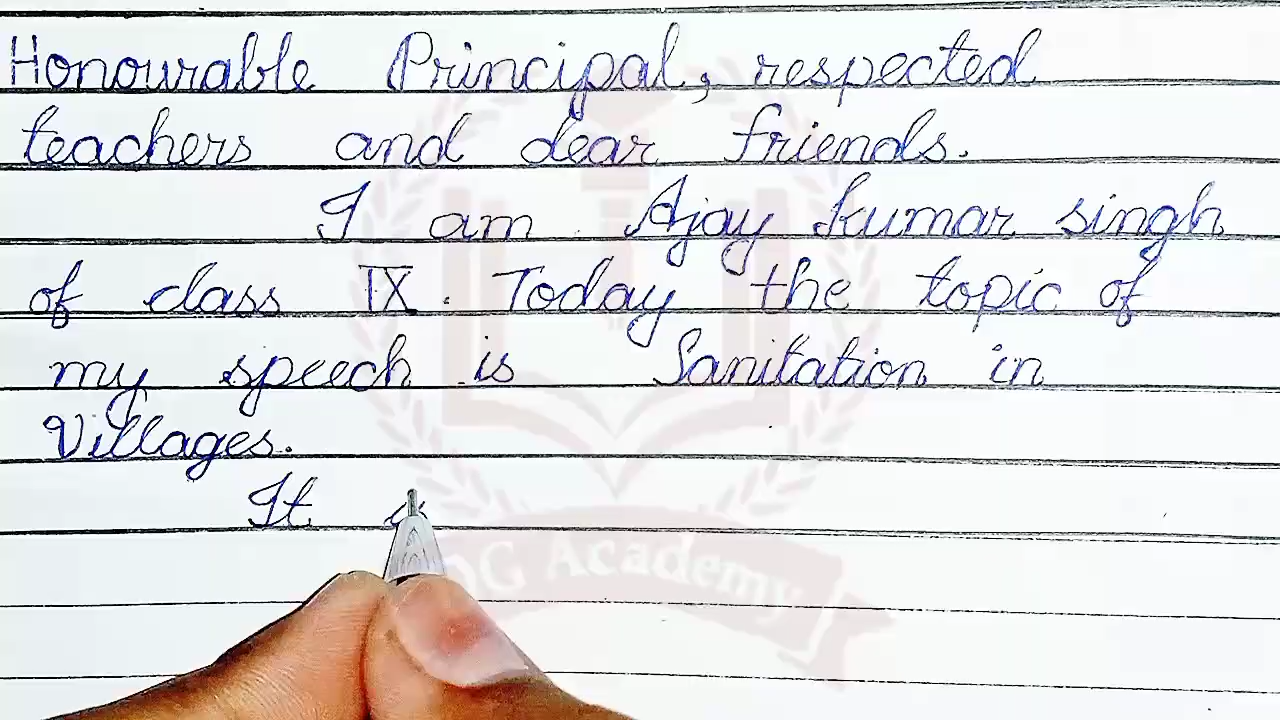 Honourable Principal, respected
teachers and dear friends.
I am Ajay Kumar singh
of class IX. Today the topic of
my speech is Sanitation in
Villages.
It
G Academy